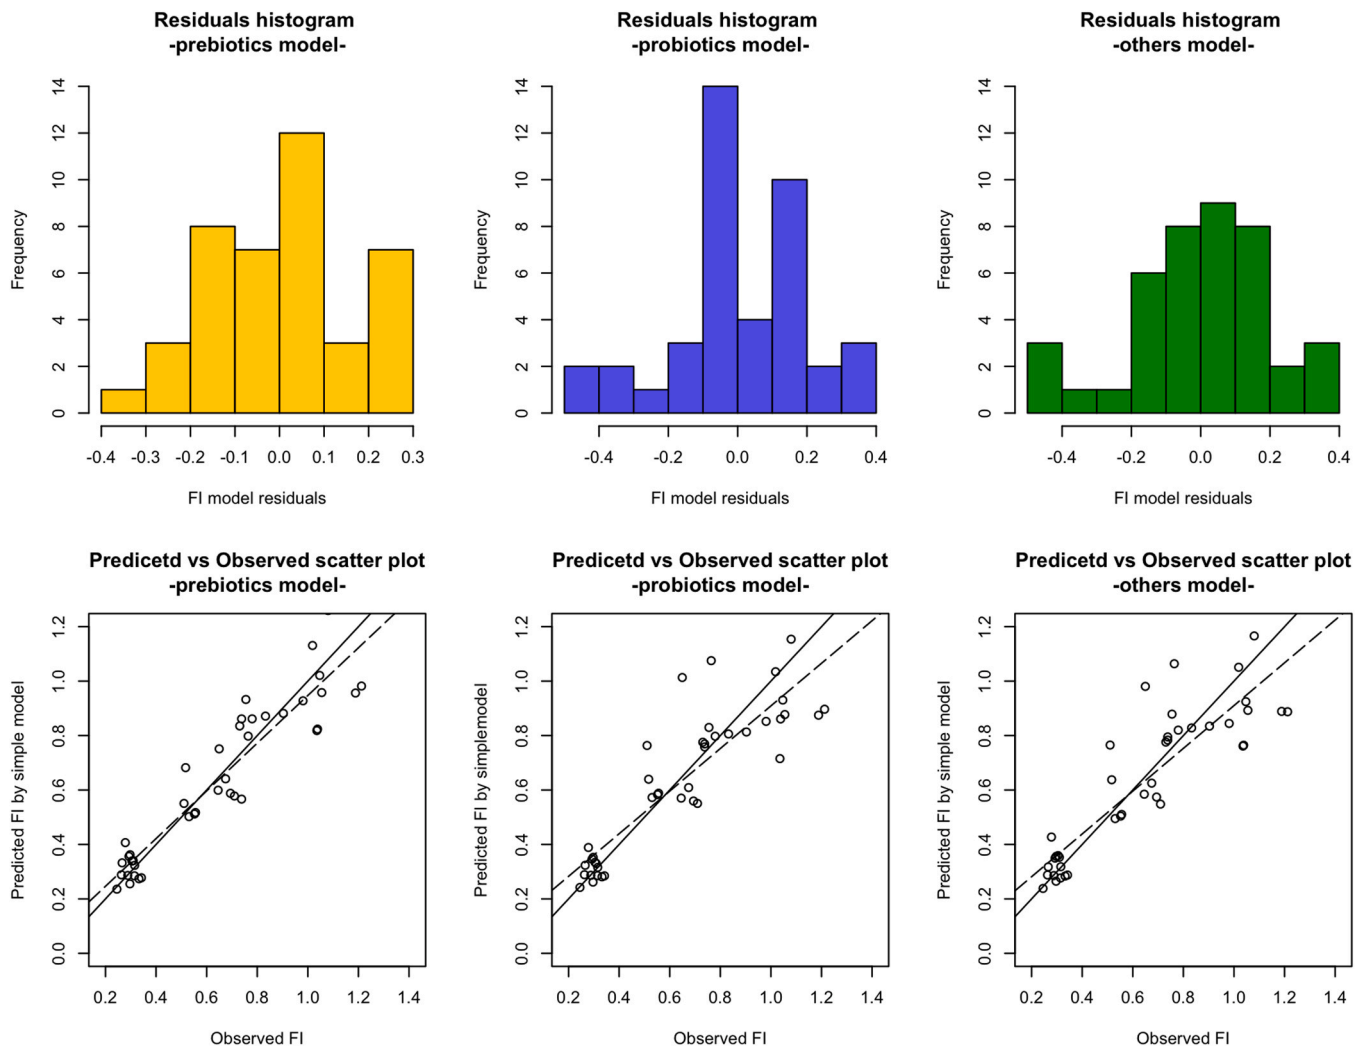 Residuals histogram
-prebiotics model-
Frequency
0 2 4 6 8 10 12 14
-0.4 -0.3 -0.2 -0.1 0.0 0.1 0.2 0.3
FI model residuals
Residuals histogram
-probiotics model-
Frequency
0 2 4 6 8 10 12 14
-0.4 -0.2 0.0 0.2 0.4
FI model residuals
Residuals histogram
-others model-
Frequency
0 2 4 6 8 10 12 14
-0.4 -0.2 0.0 0.2 0.4
FI model residuals
Predicetd vs Observed scatter plot
-prebiotics model-
Predicted FI by simple model
0.0 0.2 0.4 0.6 0.8 1.0 1.2
0.2 0.4 0.6 0.8 1.0 1.2 1.4
Observed FI
Predicetd vs Observed scatter plot
-probiotics model-
Predicted FI by simplemodel
0.0 0.2 0.4 0.6 0.8 1.0 1.2
0.2 0.4 0.6 0.8 1.0 1.2 1.4
Observed FI
Predicetd vs Observed scatter plot
-others model-
Predicted FI by simple model
0.0 0.2 0.4 0.6 0.8 1.0 1.2
0.2 0.4 0.6 0.8 1.0 1.2 1.4
Observed FI